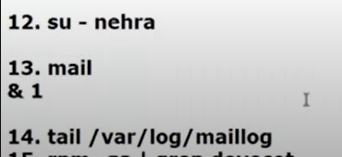 12. su - nehra
13. mail
& 1
14. tail /var/log/maillog